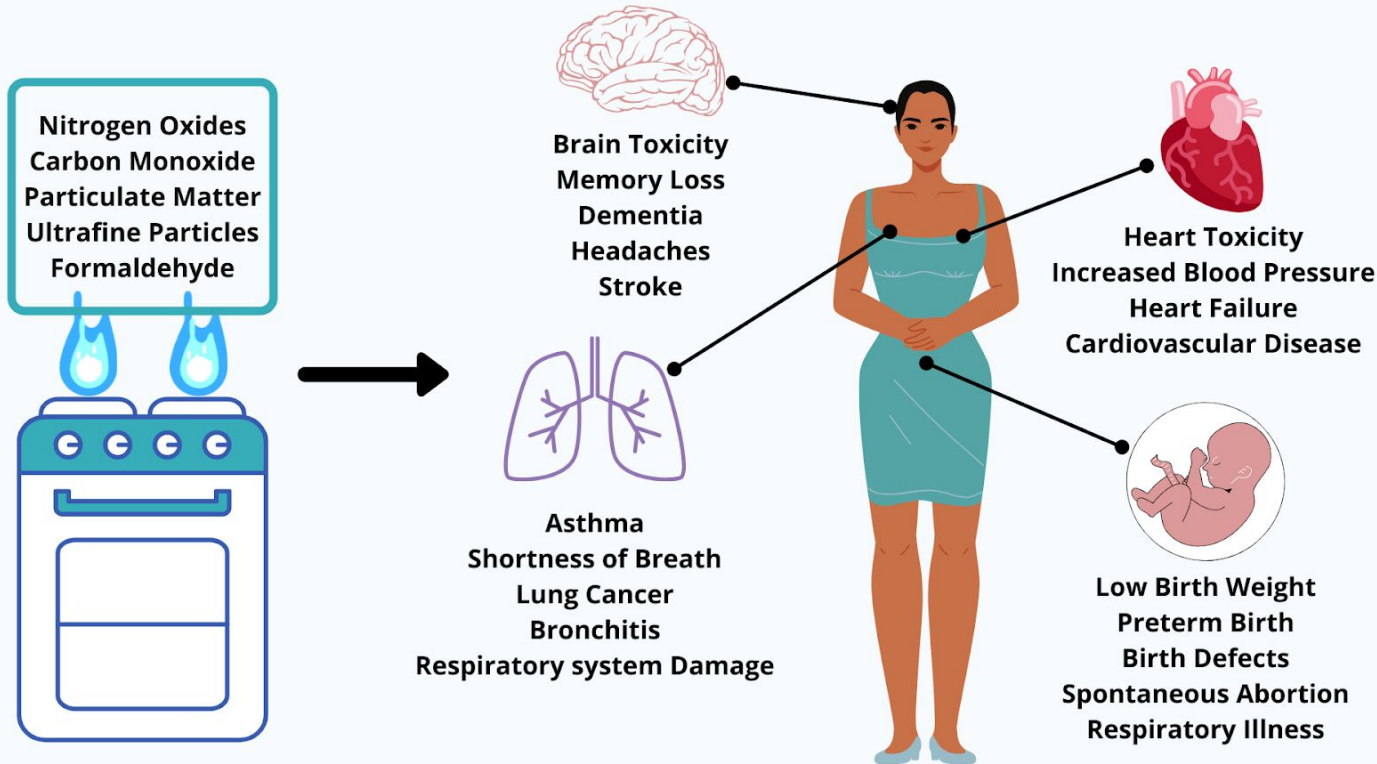 Nitrogen Oxides
Carbon Monoxide
Particulate Matter
Ultrafine Particles
Formaldehyde
Brain Toxicity
Memory Loss
Dementia
Headaches
Stroke
Asthma
Shortness of Breath
Lung Cancer
Bronchitis
Respiratory system Damage
Heart Toxicity
Increased Blood Pressure
Heart Failure
Cardiovascular Disease
Low Birth Weight
Preterm Birth
Birth Defects
Spontaneous Abortion
Respiratory Illness